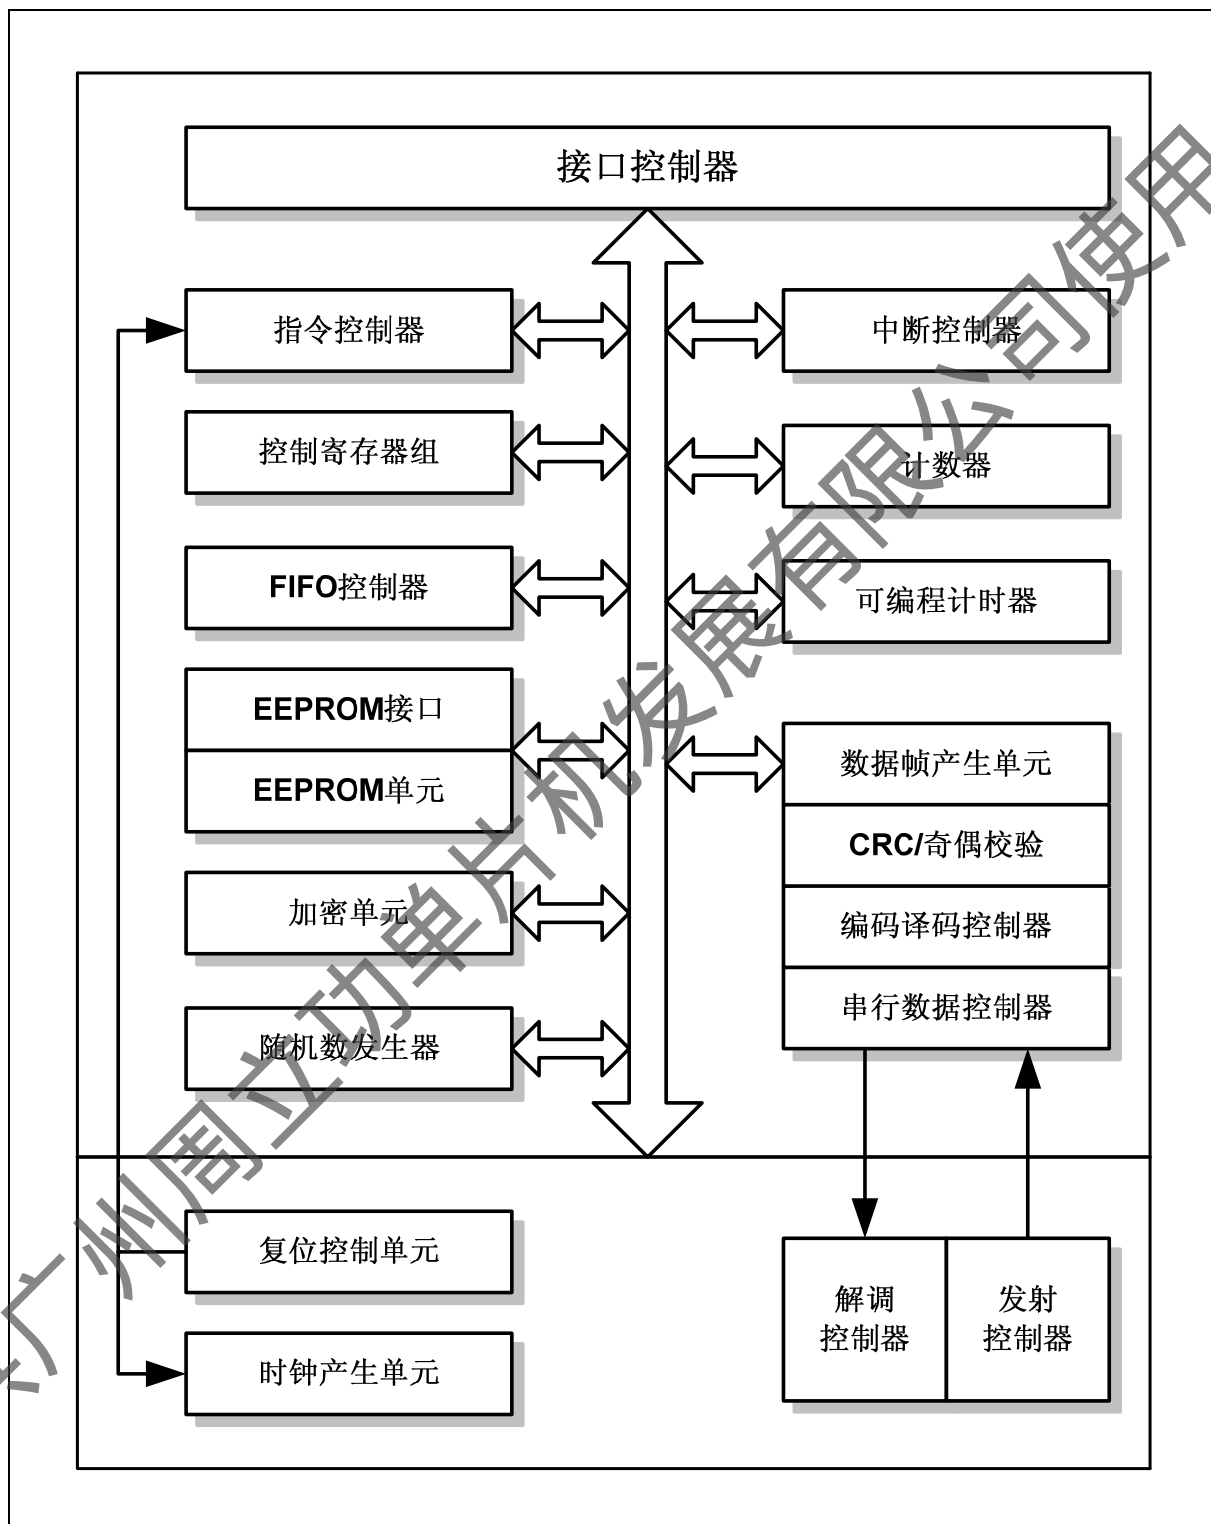 接口控制器
指令控制器
中断控制器
控制寄存器组
计数器
FIFO控制器
可编程计时器
EEPROM接口
EEPROM单元
数据帧产生单元
CRC/奇偶校验
加密单元
编码译码控制器
串行数据控制器
随机数发生器
复位控制单元
时钟产生单元
解调
控制器
发射
控制器
广州周立功单片机发展有限公司使用